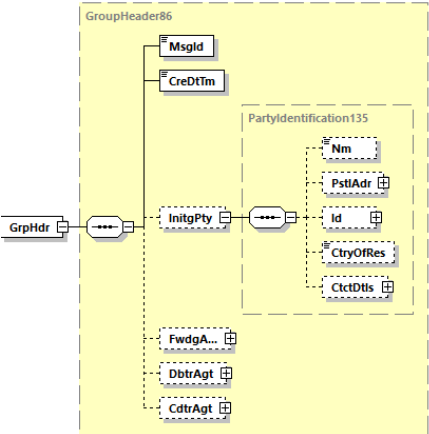 GroupHeader86
MsgId
CreDtTm
PartyIdentification135
Nm
PstlAdr
InitgPty
Id
GrpHdr
CtryOfRes
CtctDtls
FwdgA...
DbtrAgt
CdtrAgt